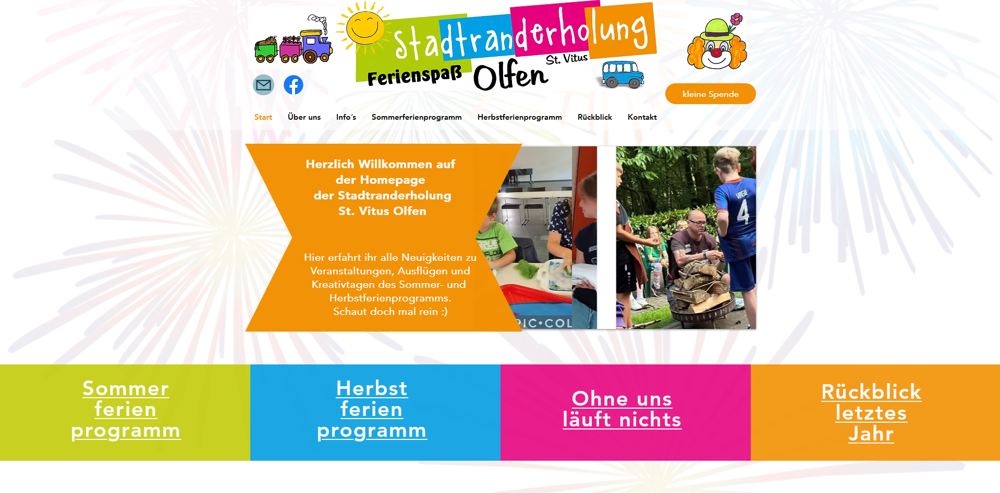 Stadtranderholung
St. Vitus
Ferienspaß Olfen
kleine Spende
Start Über uns Info´s Sommerferienprogramm Herbstferienprogramm Rückblick Kontakt
Herzlich Willkommen auf
der Homepage
der Stadtranderholung
St. Vitus Olfen
Hier erfahrt ihr alle Neuigkeiten zu
Veranstaltungen, Ausflügen und
Kreativtagen des Sommer- und
Herbstferienprogramms.
Schaut doch mal rein :)
VIRGIL
4
PIC•COL
Sommer
ferien
programm
Herbst
ferien
programm
Ohne uns
läuft nichts
Rückblick
letztes
Jahr